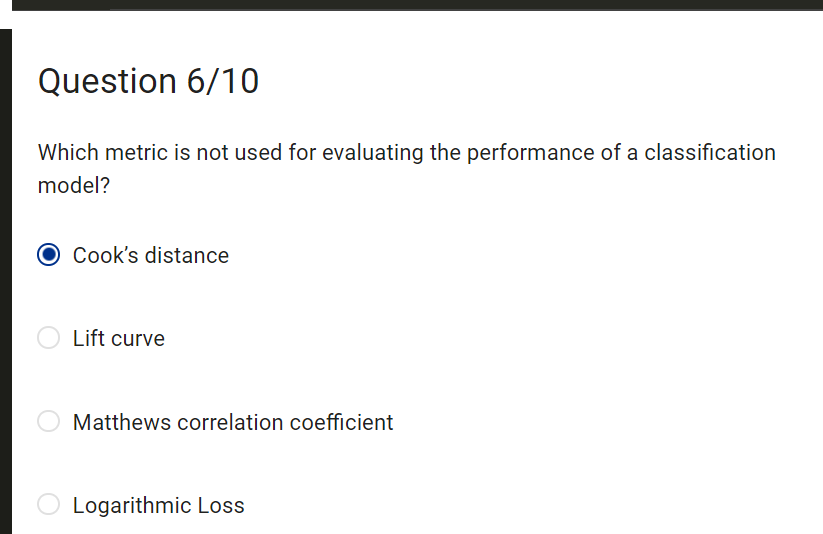 Question 6/10
Which metric is not used for evaluating the performance of a classification
model?
Cook’s distance
Lift curve
Matthews correlation coefficient
Logarithmic Loss